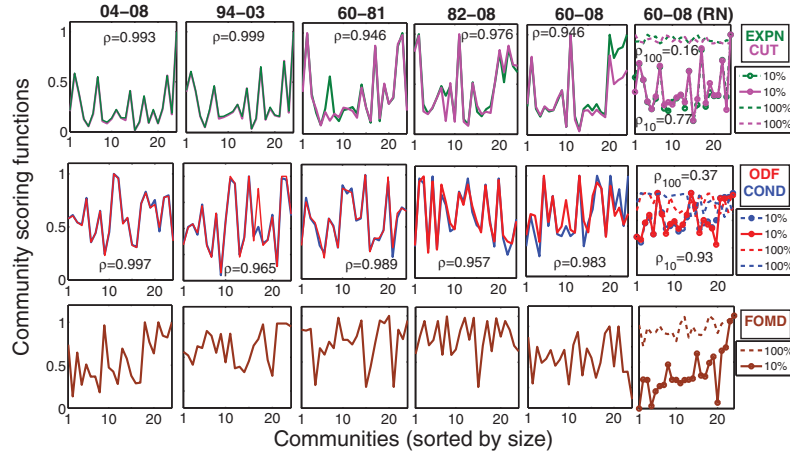 04−08 94−03 60−81 82−08 60−08 60−08 (RN)
Community scoring functions
1
0.5
0
ρ=0.993
ρ=0.999
ρ=0.946
ρ=0.976
ρ=0.946
ρ100=0.16
ρ10=0.77
EXPN
CUT
10%
10%
100%
100%
1 10 20
1 10 20
1 10 20
1 10 20
1 10 20
1 10 20
1
0.5
0
ρ=0.997
ρ=0.965
ρ=0.989
ρ=0.957
ρ=0.983
ρ100=0.37
ρ10=0.93
ODF
COND
10%
10%
100%
100%
1 10 20
1 10 20
1 10 20
1 10 20
1 10 20
1 10 20
1
0.5
0
FOMD
100%
10%
1 10 20
1 10 20
1 10 20
1 10 20
1 10 20
1 10 20
Communities (sorted by size)